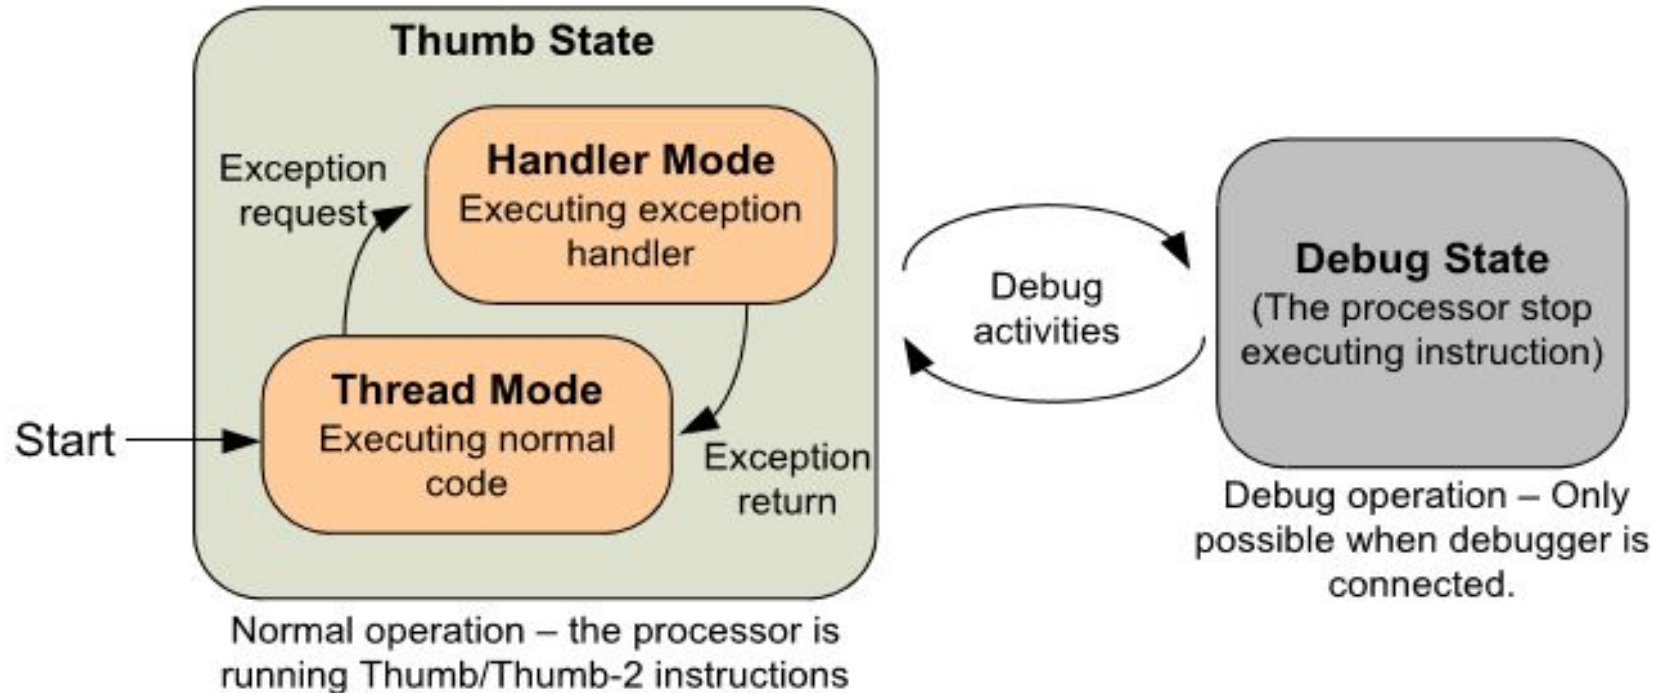 Thumb State
Exception
request
Handler Mode
Executing exception
handler
Start
Thread Mode
Executing normal
code
Exception
return
Normal operation – the processor is
running Thumb/Thumb-2 instructions
Debug
activities
Debug State
(The processor stop
executing instruction)
Debug operation – Only
possible when debugger is
connected.